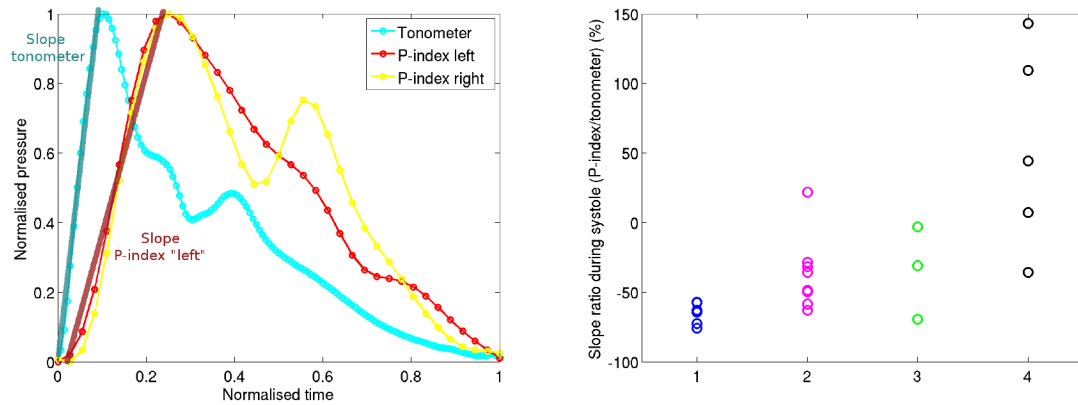 1
0.8
0.6
0.4
0.2
0
0
0.2
0.4
0.6
0.8
1
Normalised pressure
Normalised time
Slope
tonometer
Slope
P-index "left"
Tonometer
P-index left
P-index right
150
100
50
0
-50
-100
1
2
3
4
Slope ratio during systole (P-index/tonometer) (%)